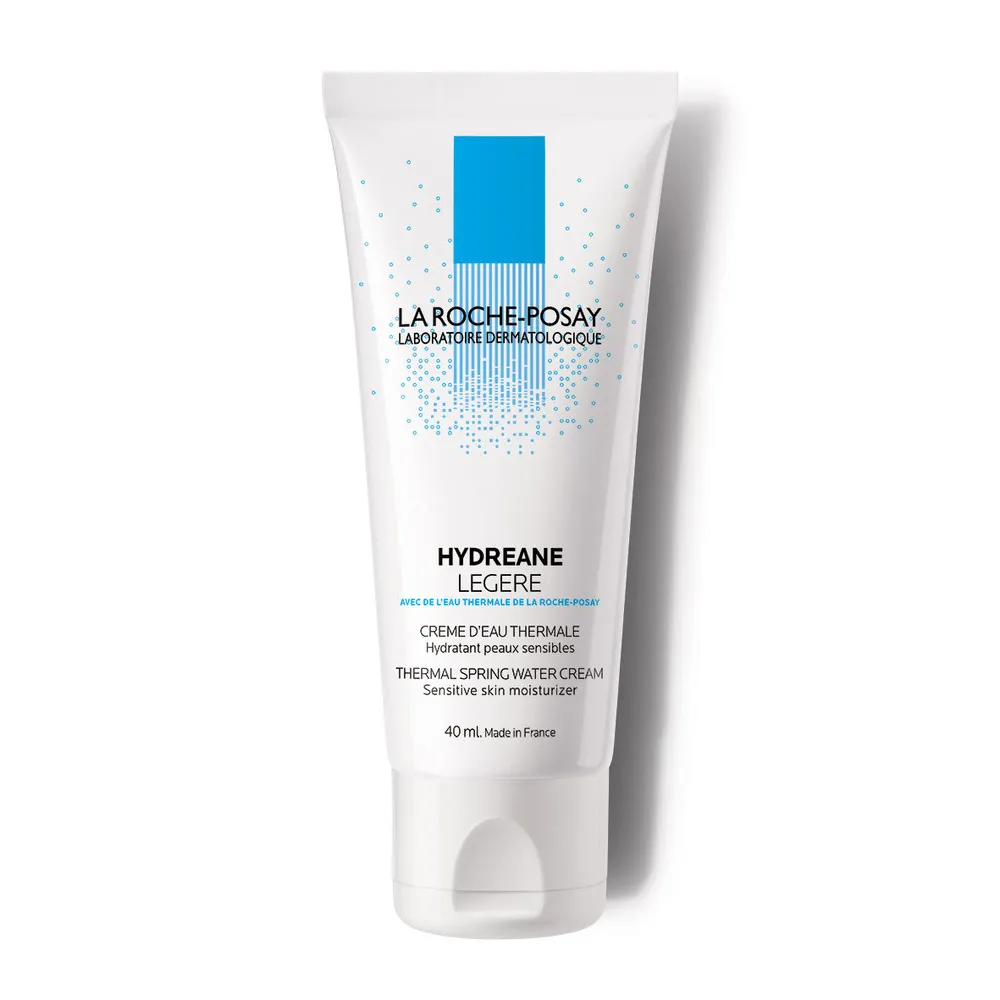 LA ROCHE-POSAY
LABORATOIRE DERMATOLOGIQUE
HYDREANE
LEGERE
AVEC DE L'EAU THERMALE DE LA ROCHE-POSAY
CREME D'EAU THERMALE
Hydratant peaux sensibles
THERMAL SPRING WATER CREAM
Sensitive skin moisturizer
40 ml. Made in France